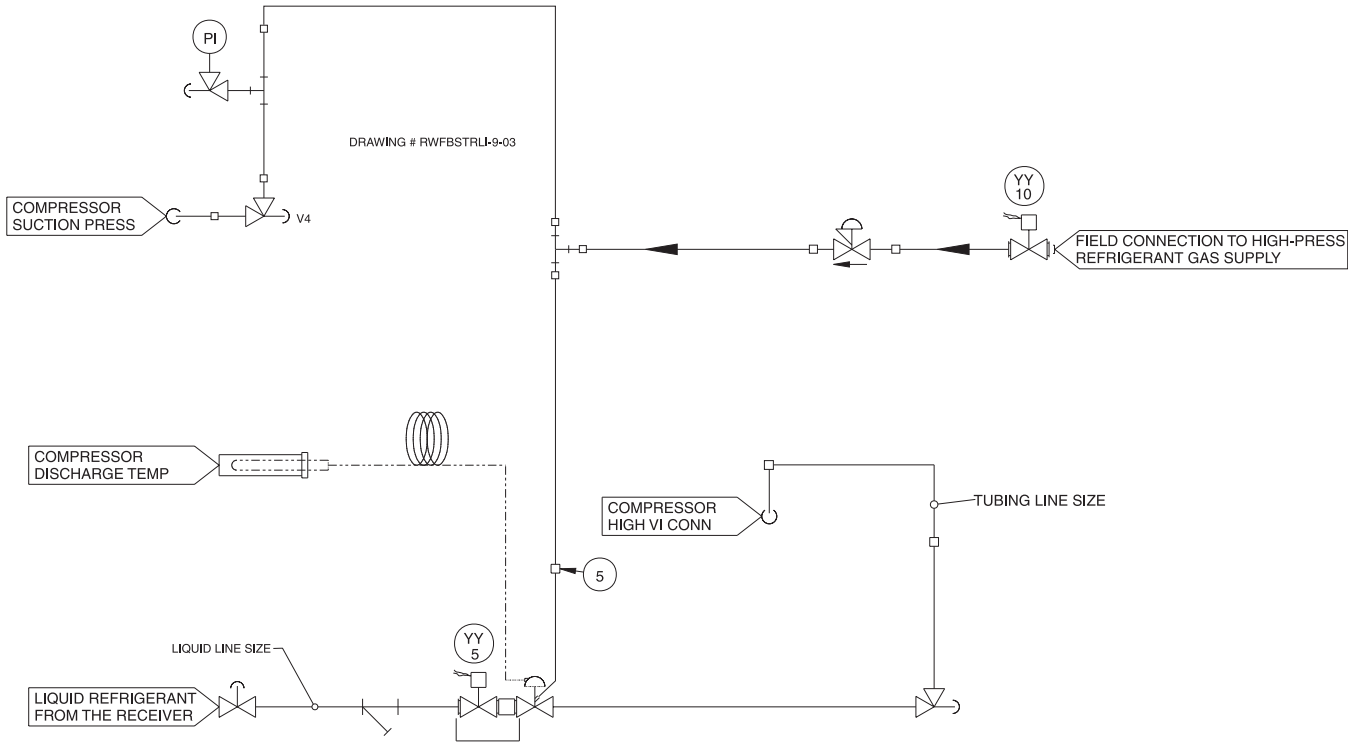 PI
DRAWING # RWFBSTRLI-9-03
COMPRESSOR
SUCTION PRESS
V4
YY
10
FIELD CONNECTION TO HIGH-PRESS
REFRIGERANT GAS SUPPLY
COMPRESSOR
DISCHARGE TEMP
COMPRESSOR
HIGH VI CONN
TUBING LINE SIZE
5
YY
5
LIQUID LINE SIZE
LIQUID REFRIGERANT
FROM THE RECEIVER